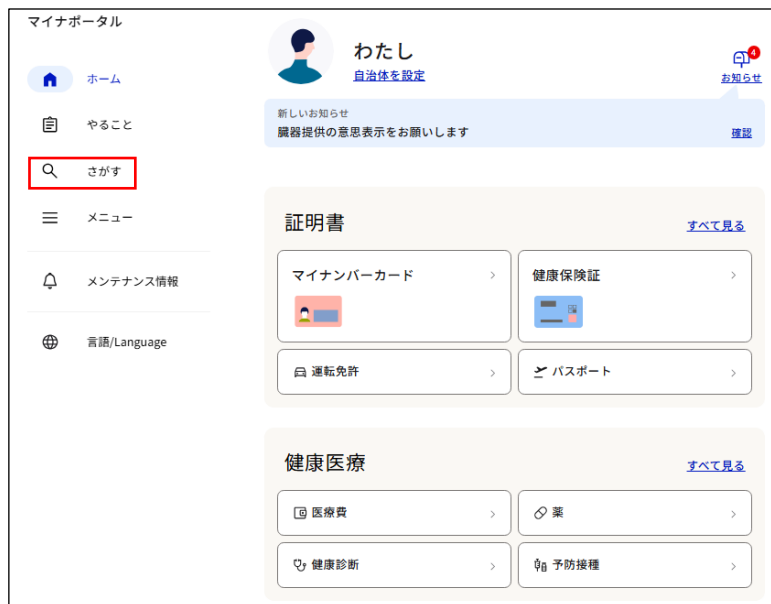 マイナポータル
ホーム
やること
さがす
メニュー
メンテナンス情報
言語/Language
わたし
自治体を設定
4
お知らせ
新しいお知らせ
臓器提供の意思表示をお願いします
確認
証明書
すべて見る
マイナンバーカード
健康保険証
運転免許
パスポート
健康医療
すべて見る
医療費
薬
健康診断
予防接種